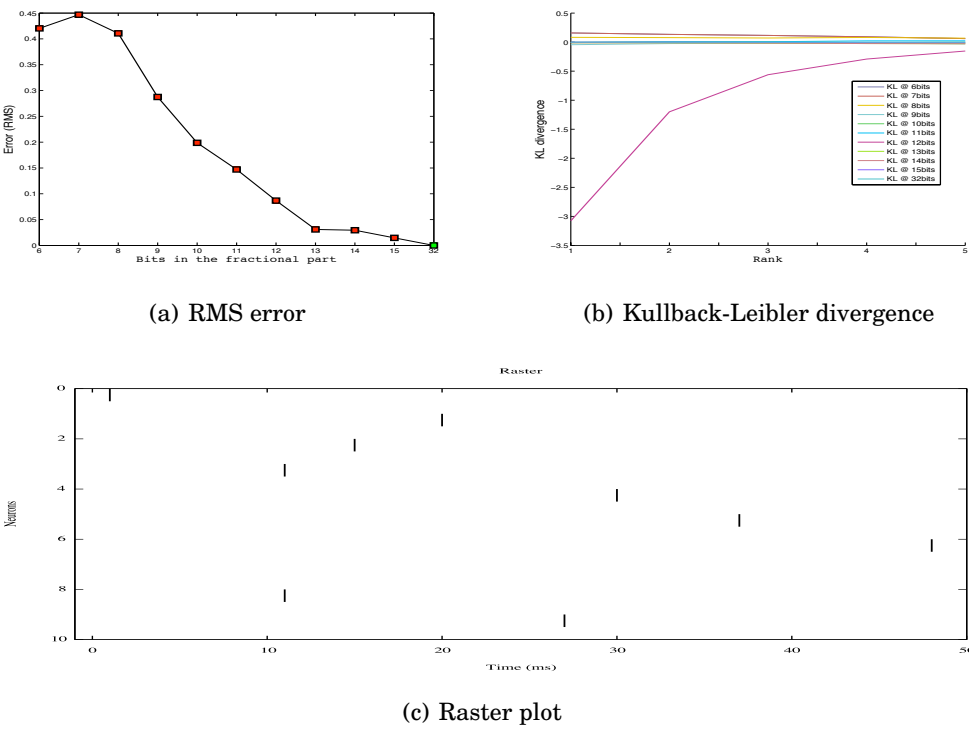 0.45
0.4
0.35
0.3
0.25
0.2
0.15
0.1
0.05
0
Error (RMS)
6 7 8 9 10 11 12 13 14 15 32
Bits in the fractional part
(a) RMS error
0.5
0
−0.5
−1
−1.5
−2
−2.5
−3
−3.5
KL divergence
KL @ 6bits
KL @ 7bits
KL @ 8bits
KL @ 9bits
KL @ 10bits
KL @ 11bits
KL @ 12bits
KL @ 13bits
KL @ 14bits
KL @ 15bits
KL @ 32bits
1 2 3 4 5
Rank
(b) Kullback-Leibler divergence
Raster
0
2
4
6
8
10
Neurons
0 10 20 30 40 50
Time (ms)
(c) Raster plot